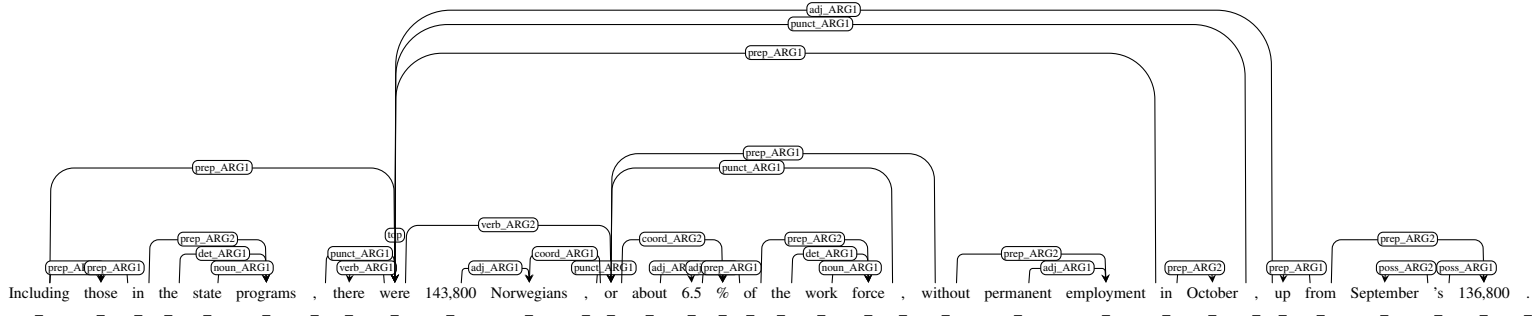 adj_ARG1
punct_ARG1
prep_ARG1
prep_ARG1
prep_ARG1 punct_ARG1
verb_ARG2
top
prep_ARG2 coord_ARG2 prep_ARG2 prep_ARG2
det_ARG1 punct_ARG1 coord_ARG1 det_ARG1 prep_ARG2
prep_ARG1 noun_ARG1 verb_ARG1 adj_ARG1 punct_ARG1 prep_ARG1 noun_ARG1 adj_ARG1 prep_ARG2 prep_ARG1 poss_ARG2 poss_ARG1
Including those in the state programs , there were 143,800 Norwegians , or about 6.5 % of the work force , without permanent employment in October , up from September 's 136,800 .
_ _ _ _ _ _ _ _ _ _ _ _ _ _ _ _ _ _ _ _ _ _ _ _ _ _ _ _ _ _ _ _ _